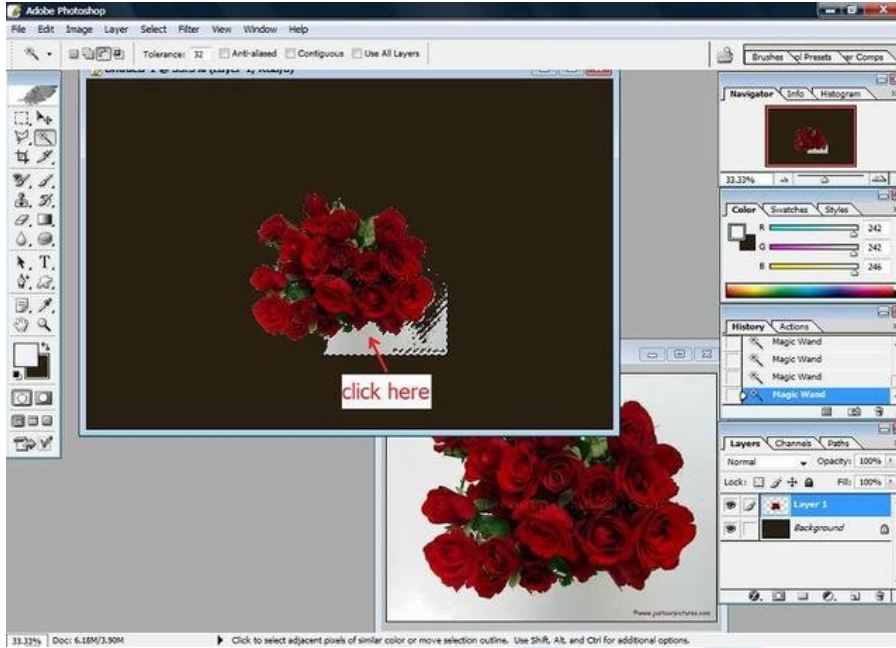 Adobe Photoshop
File Edit Image Layer Select Filter View Window Help
Tolerance: 32 Anti-aliased Contiguous Use All Layers
Brushes ol Presets er Comps
Navigator Info Histogram
33.33%
Color Swatches Styles
R 242
G 242
B 246
History Actions
Magic Wand
Magic Wand
Magic Wand
Magic Wand
click here
Layers Channels Paths
Normal Opacity: 100%
Lock: Fill: 100%
Layer 1
Background
33.33% Doc: 6.18M/3.90M Click to select adjacent pixels of similar color or move selection outline. Use Shift, Alt, and Ctrl for additional options.